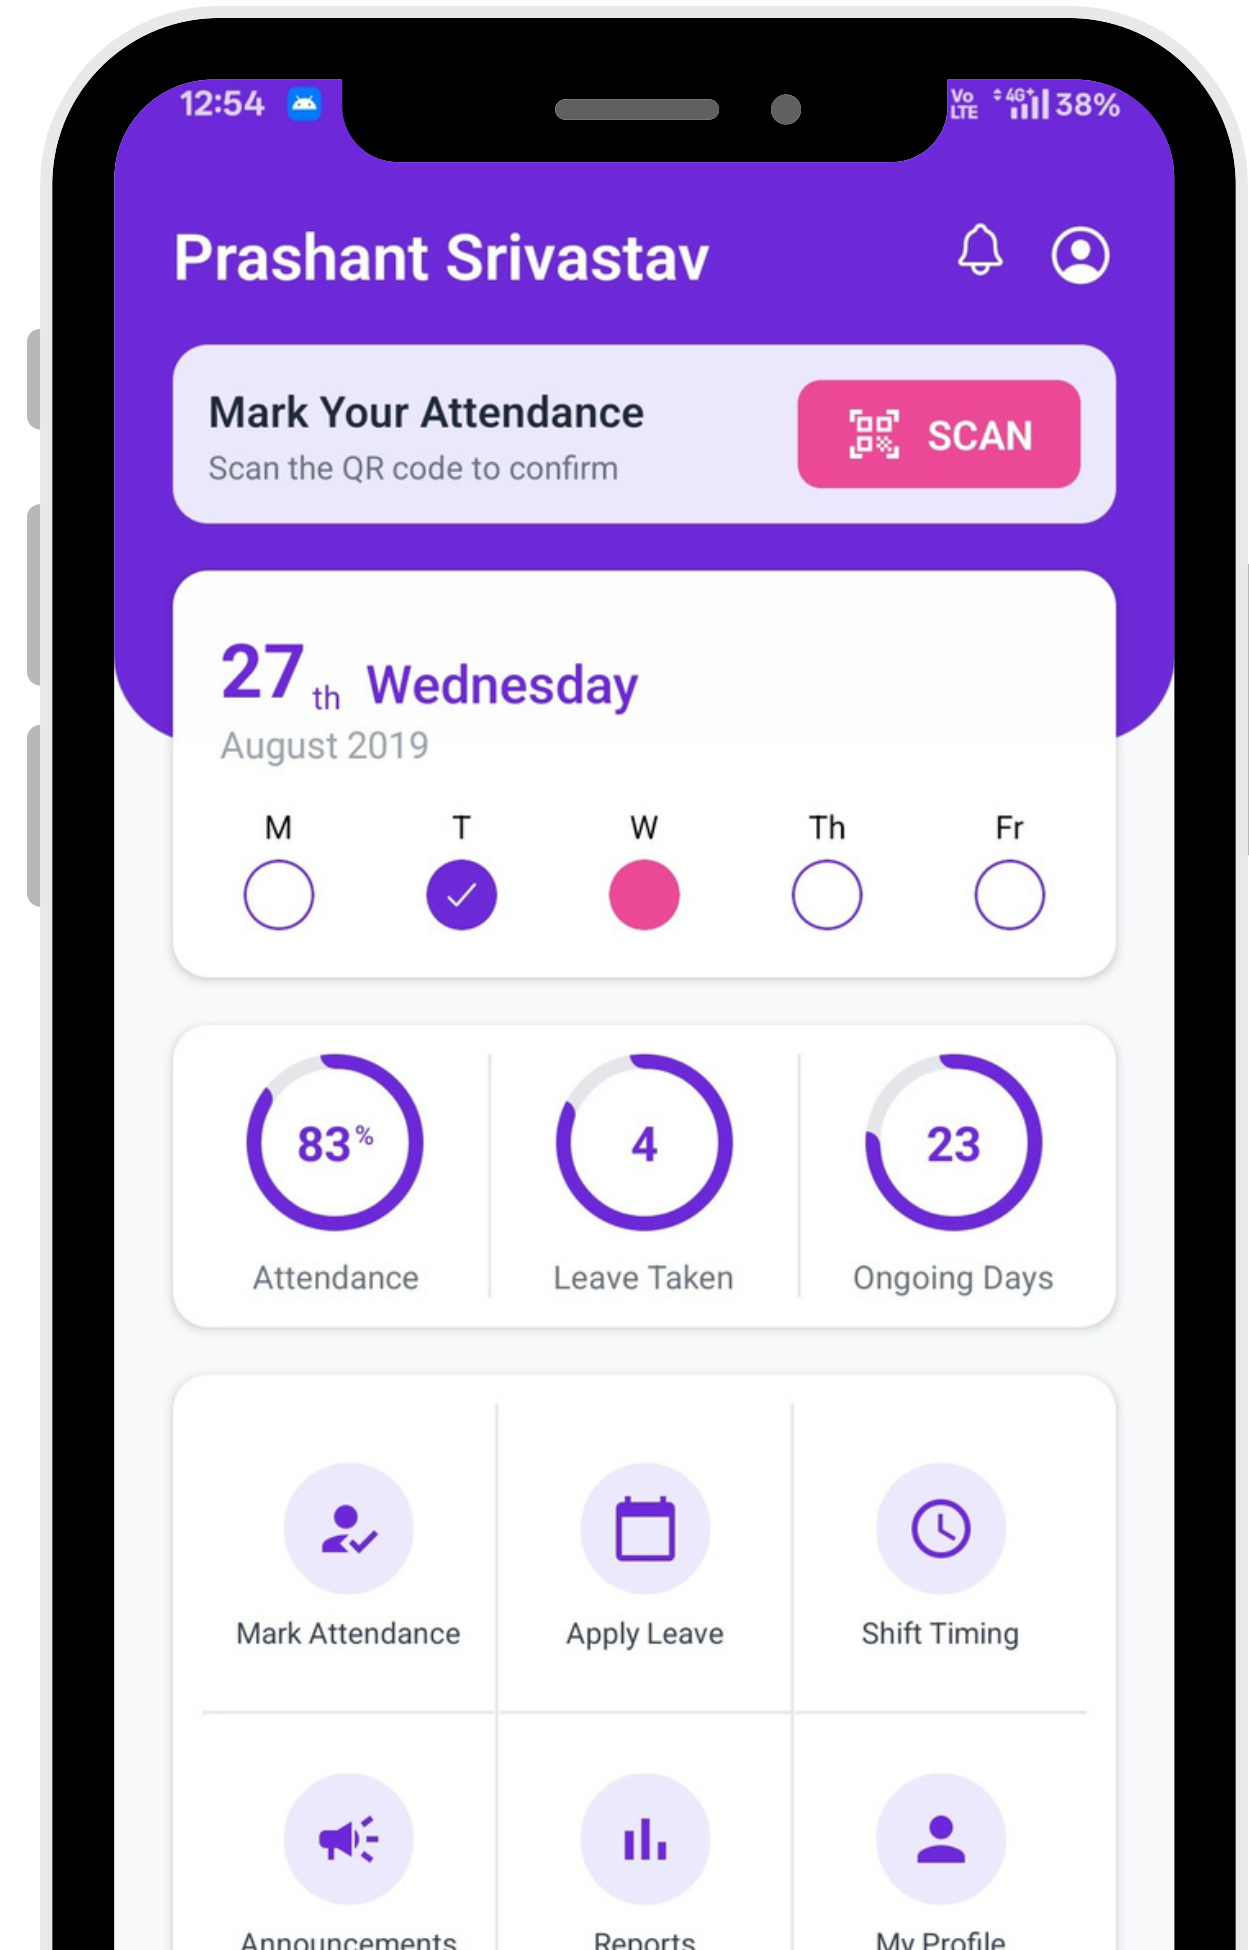 12:54
Vo LTE 4G+ 38%
Prashant Srivastav
Mark Your Attendance
Scan the QR code to confirm
SCAN
27 th Wednesday
August 2019
M T W Th Fr
83% 4 23
Attendance Leave Taken Ongoing Days
Mark Attendance Apply Leave Shift Timing
Announcements Reports My Profile